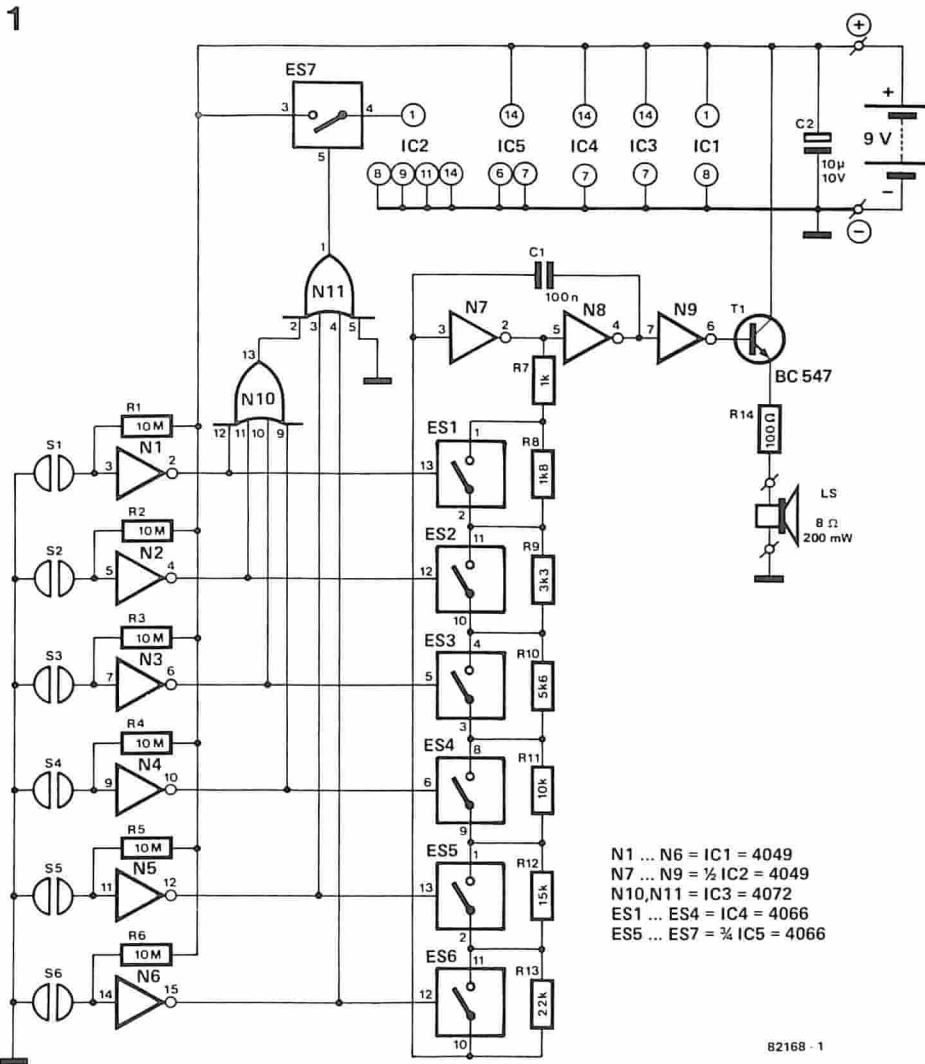 1
ES7
3
4
1
5
14
14
14
1
IC2
IC5
IC4
IC3
IC1
8
9
11
14
6
7
7
7
8
+
+
C2
10µ
10V
9 V
−
−
1
N11
2
3
4
5
13
N10
12
11
10
9
C1
100n
3
N7
2
5
N8
4
7
N9
6
T1
BC 547
R14
100Ω
LS
8 Ω
200 mW
R7
1k
S1
R1
10 M
3
N1
2
13
ES1
1
2
R8
1k8
S2
R2
10 M
5
N2
4
12
ES2
11
10
R9
3k3
S3
R3
10 M
7
N3
6
5
ES3
4
3
R10
5k6
S4
R4
10 M
9
N4
10
6
ES4
8
9
R11
10k
S5
R5
10 M
11
N5
12
13
ES5
1
2
R12
15k
S6
R6
10M
14
N6
15
12
ES6
11
10
R13
22k
N1 ... N6 = IC1 = 4049
N7 ... N9 = ½ IC2 = 4049
N10,N11 = IC3 = 4072
ES1 ... ES4 = IC4 = 4066
ES5 ... ES7 = ¾ IC5 = 4066
82168 - 1